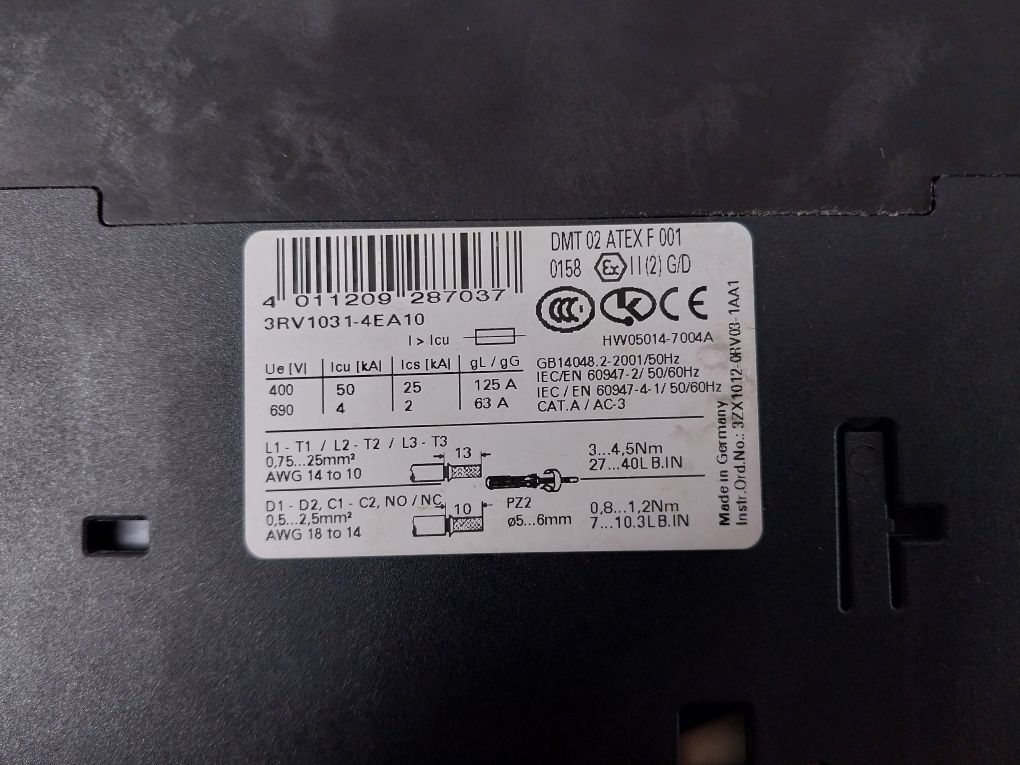 DMT 02 ATEX F 001
0158 Ex II(2) G/D
4 011209 287037
3RV1031-4EA10
CCC CE
I > Icu
HW05014-7004A
Ue [V] Icu [kA] Ics [kA] gL / gG
400 50 25 125 A
690 4 2 63 A
GB14048.2-2001/50Hz
IEC/EN 60947-2/ 50/60Hz
IEC / EN 60947-4-1/ 50/60Hz
CAT.A / AC-3
L1 - T1 / L2 - T2 / L3 - T3
0,75...25mm²
AWG 14 to 10
13
3...4,5Nm
27...40LB.IN
D1 - D2, C1 - C2, NO / NC
0,5...2,5mm²
AWG 18 to 14
10
PZ2
ø5...6mm
0,8...1,2Nm
7...10.3LB.IN
Made in Germany
Instr.Ord.No.: 3ZX1012-0RV03-1AA1